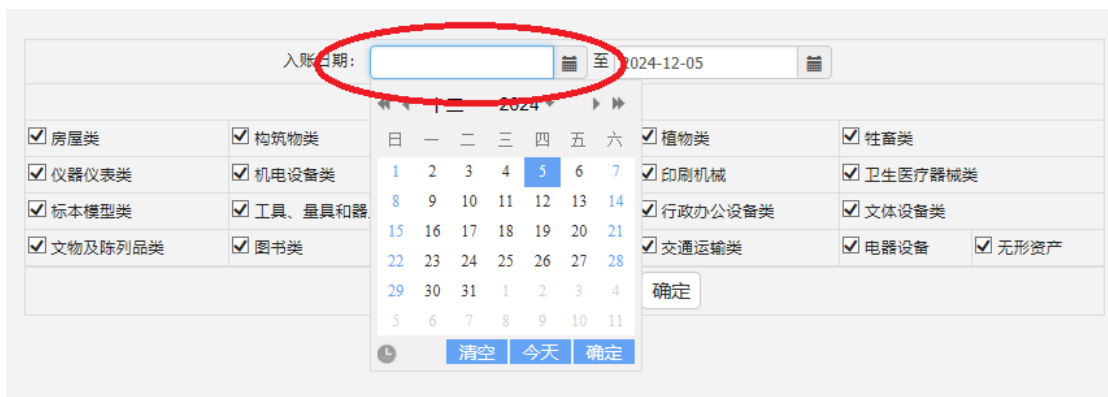 入账日期： 至 2024-12-05
十二 2024
房屋类 构筑物类 日 一 二 三 四 五 六 植物类 牲畜类
仪器仪表类 机电设备类 1 2 3 4 5 6 7 印刷机械 卫生医疗器械类
8 9 10 11 12 13 14
标本模型类 工具、量具和器 行政办公设备类 文体设备类
15 16 17 18 19 20 21
文物及陈列品类 图书类 交通运输类 电器设备 无形资产
22 23 24 25 26 27 28
29 30 31 1 2 3 4 确定
5 6 7 8 9 10 11
清空 今天 确定